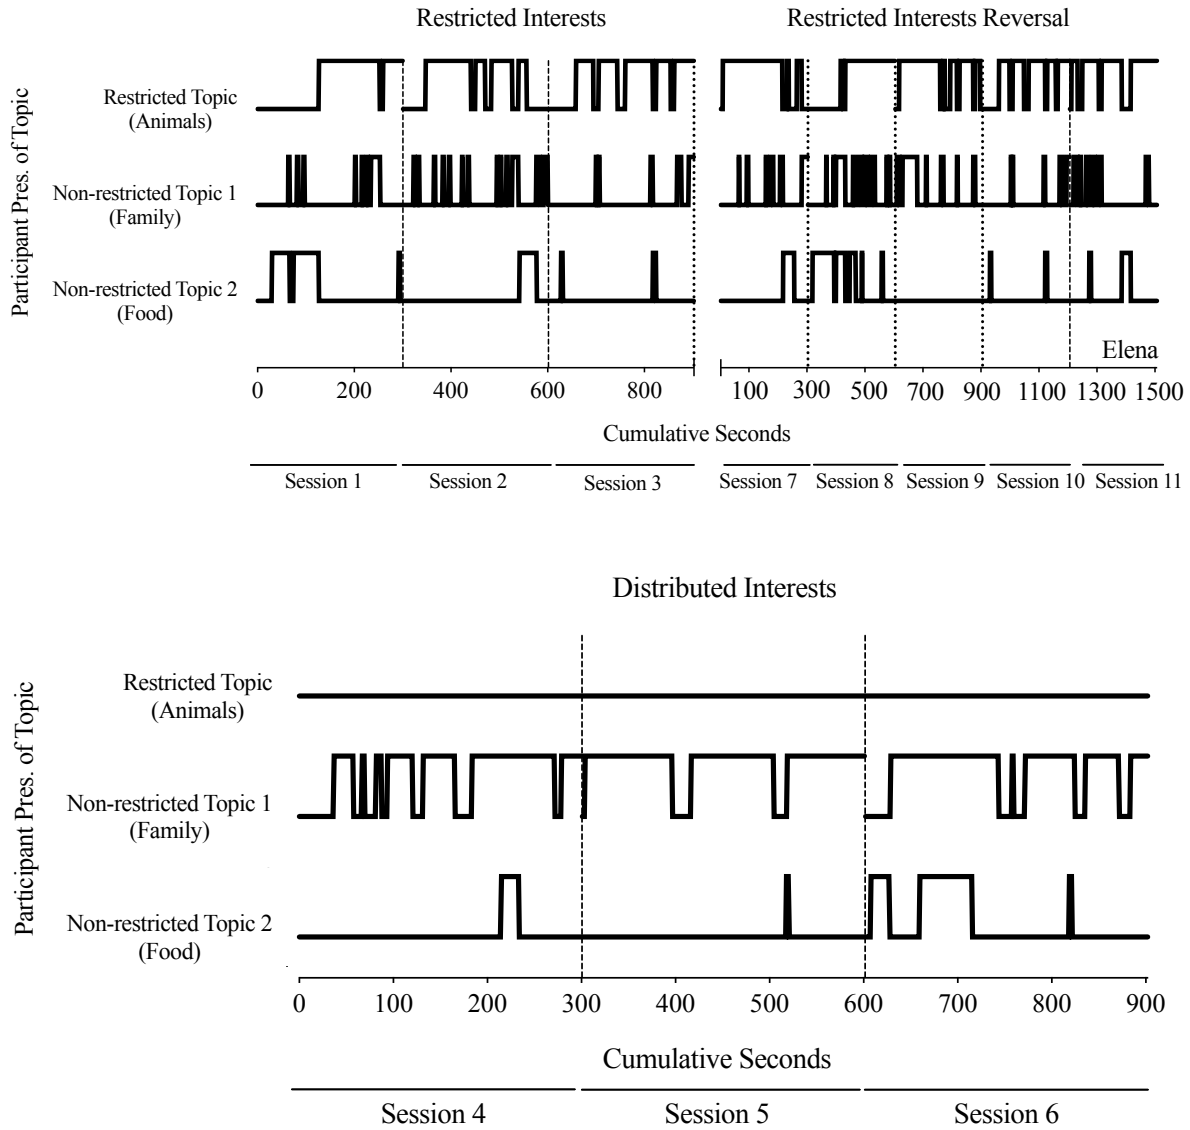 Restricted Interests
Restricted Interests Reversal
Participant Pres. of Topic
Restricted Topic
(Animals)
Non-restricted Topic 1
(Family)
Non-restricted Topic 2
(Food)
Elena
0 200 400 600 800 100 300 500 700 900 1100 1300 1500
Cumulative Seconds
Session 1 Session 2 Session 3 Session 7 Session 8 Session 9 Session 10 Session 11
Distributed Interests
Participant Pres. of Topic
Restricted Topic
(Animals)
Non-restricted Topic 1
(Family)
Non-restricted Topic 2
(Food)
0 100 200 300 400 500 600 700 800 900
Cumulative Seconds
Session 4 Session 5 Session 6